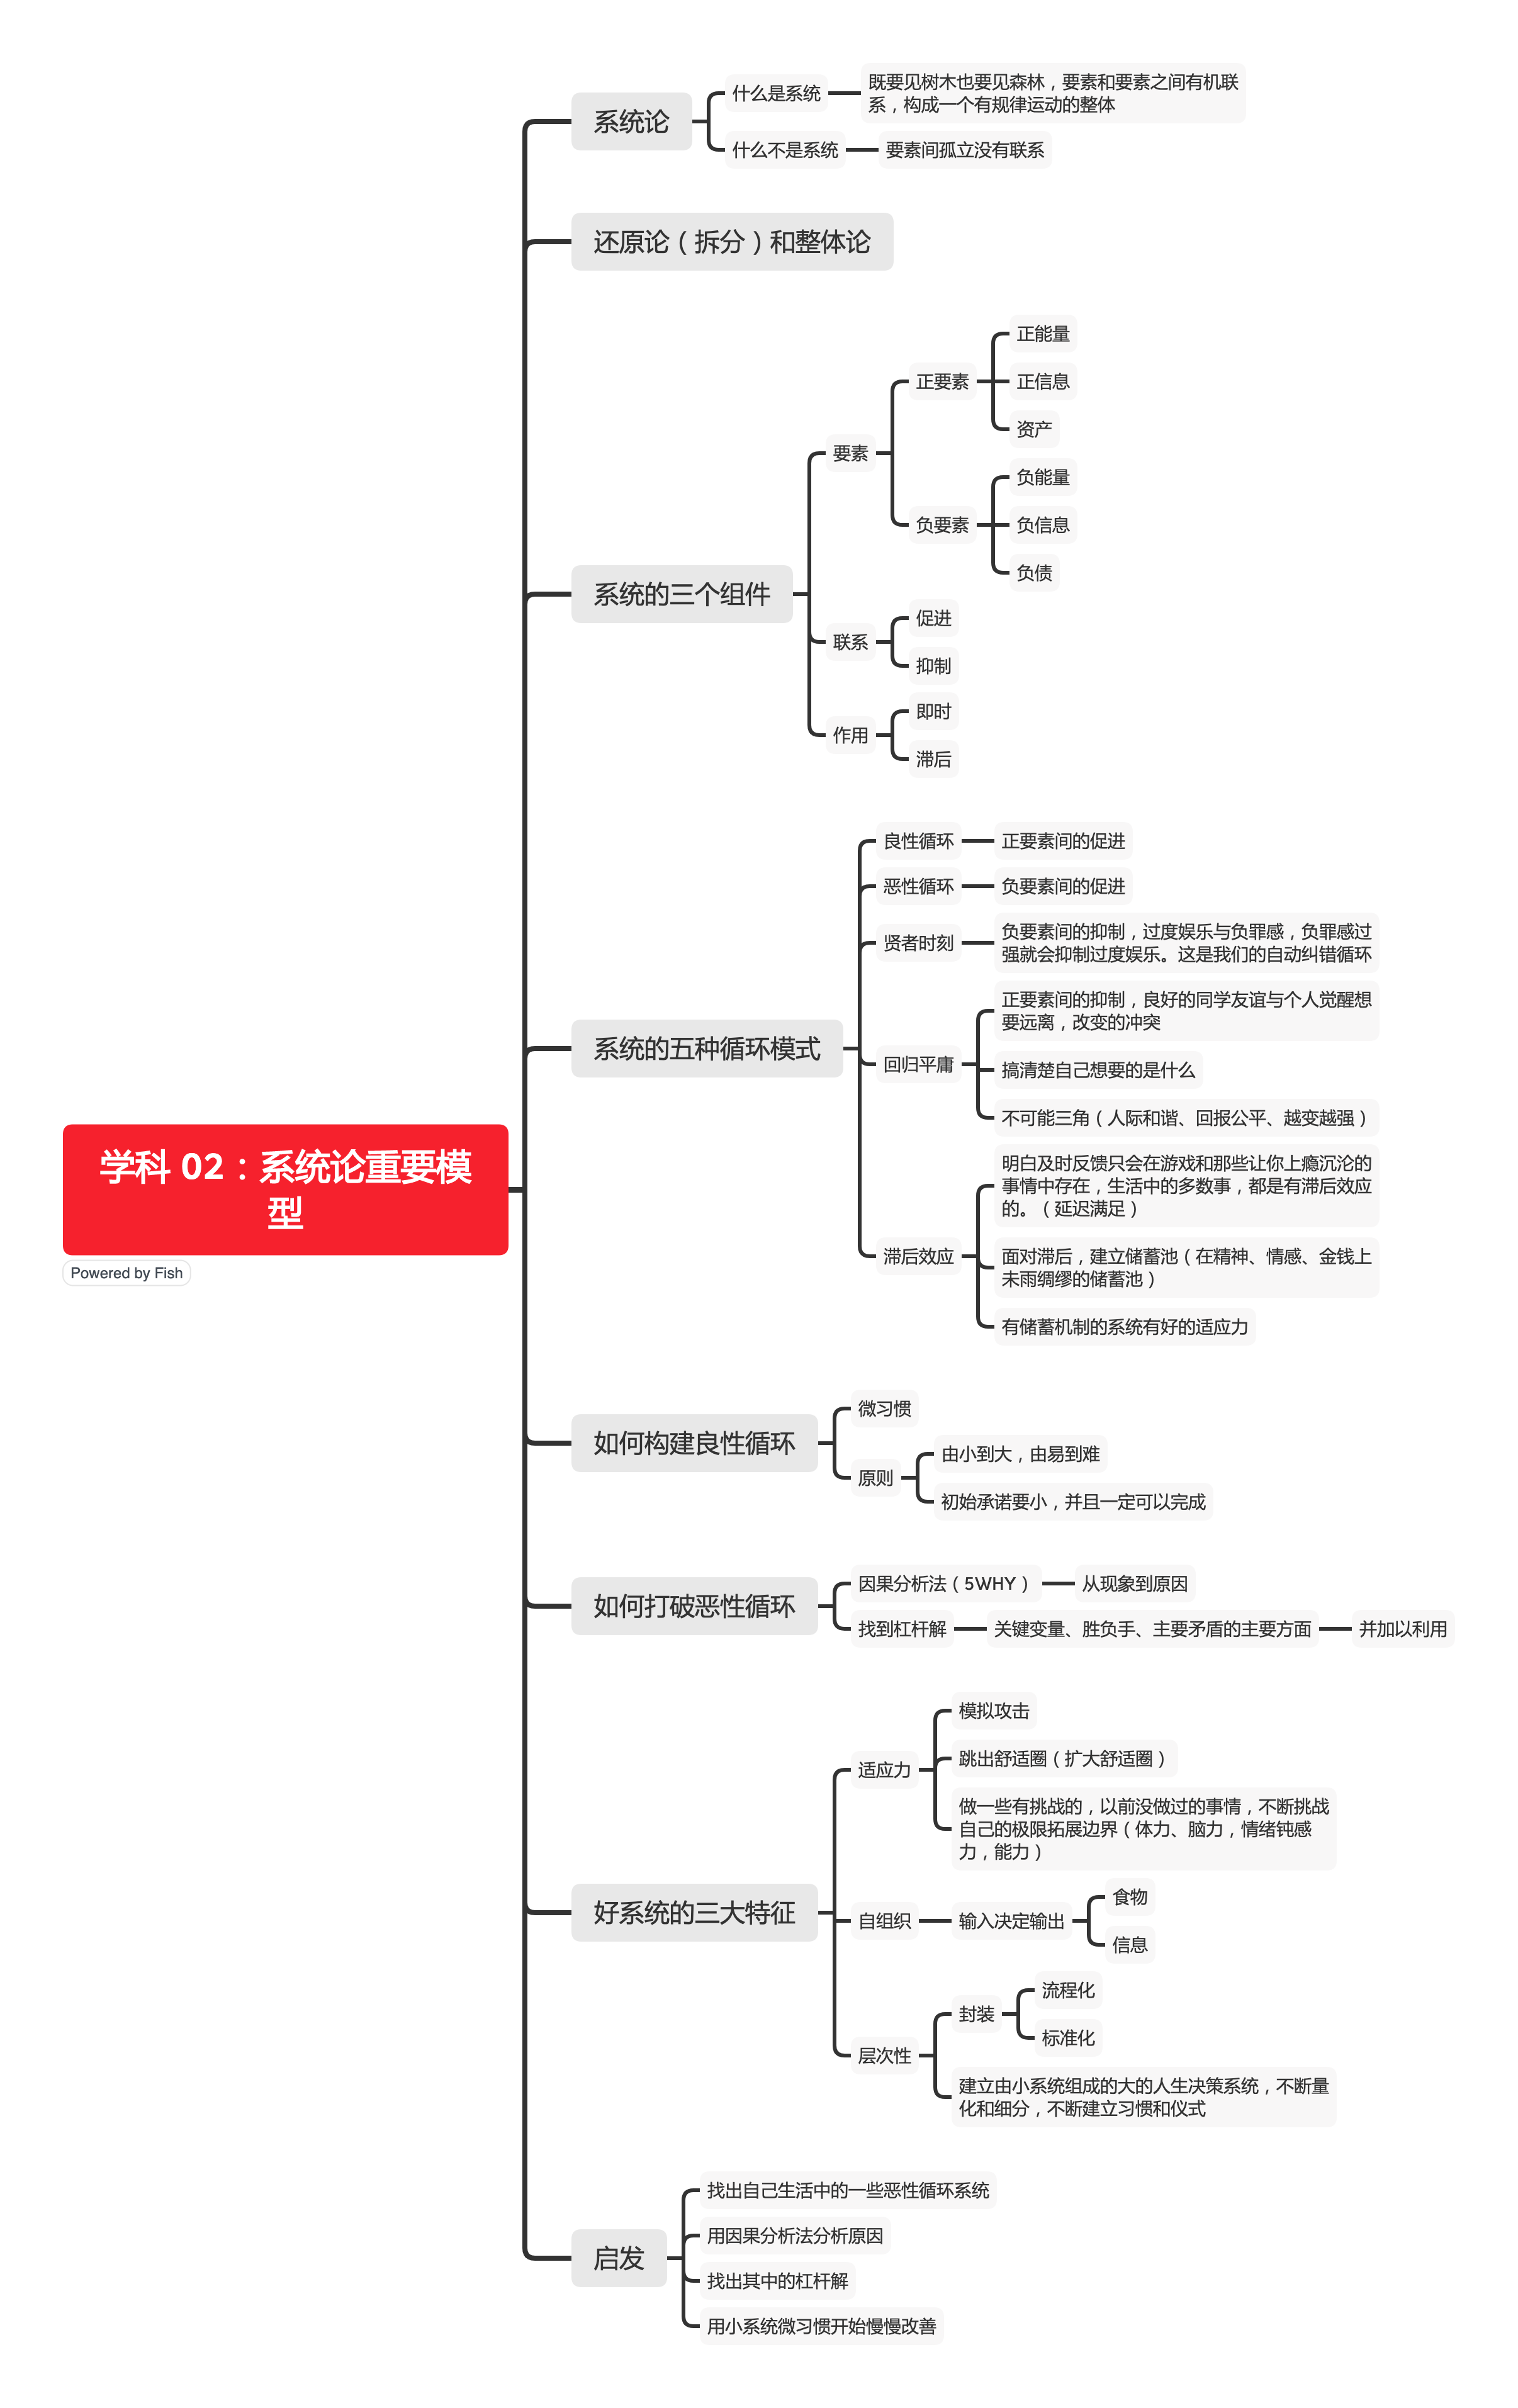 学科 02：系统论重要模
型
Powered by Fish
系统论
什么是系统
既要见树木也要见森林，要素和要素之间有机联
系，构成一个有规律运动的整体
什么不是系统
要素间孤立没有联系
还原论（拆分）和整体论
系统的三个组件
要素
正要素
正能量
正信息
资产
负要素
负能量
负信息
负债
联系
促进
抑制
作用
即时
滞后
系统的五种循环模式
良性循环
正要素间的促进
恶性循环
负要素间的促进
贤者时刻
负要素间的抑制，过度娱乐与负罪感，负罪感过
强就会抑制过度娱乐。这是我们的自动纠错循环
回归平庸
正要素间的抑制，良好的同学友谊与个人觉醒想
要远离，改变的冲突
搞清楚自己想要的是什么
不可能三角（人际和谐、回报公平、越变越强）
滞后效应
明白及时反馈只会在游戏和那些让你上瘾沉沦的
事情中存在，生活中的多数事，都是有滞后效应
的。（延迟满足）
面对滞后，建立储蓄池（在精神、情感、金钱上
未雨绸缪的储蓄池）
有储蓄机制的系统有好的适应力
如何构建良性循环
微习惯
原则
由小到大，由易到难
初始承诺要小，并且一定可以完成
如何打破恶性循环
因果分析法（5WHY）
从现象到原因
找到杠杆解
关键变量、胜负手、主要矛盾的主要方面
并加以利用
好系统的三大特征
适应力
模拟攻击
跳出舒适圈（扩大舒适圈）
做一些有挑战的，以前没做过的事情，不断挑战
自己的极限拓展边界（体力、脑力，情绪钝感
力，能力）
自组织
输入决定输出
食物
信息
层次性
封装
流程化
标准化
建立由小系统组成的大的人生决策系统，不断量
化和细分，不断建立习惯和仪式
启发
找出自己生活中的一些恶性循环系统
用因果分析法分析原因
找出其中的杠杆解
用小系统微习惯开始慢慢改善